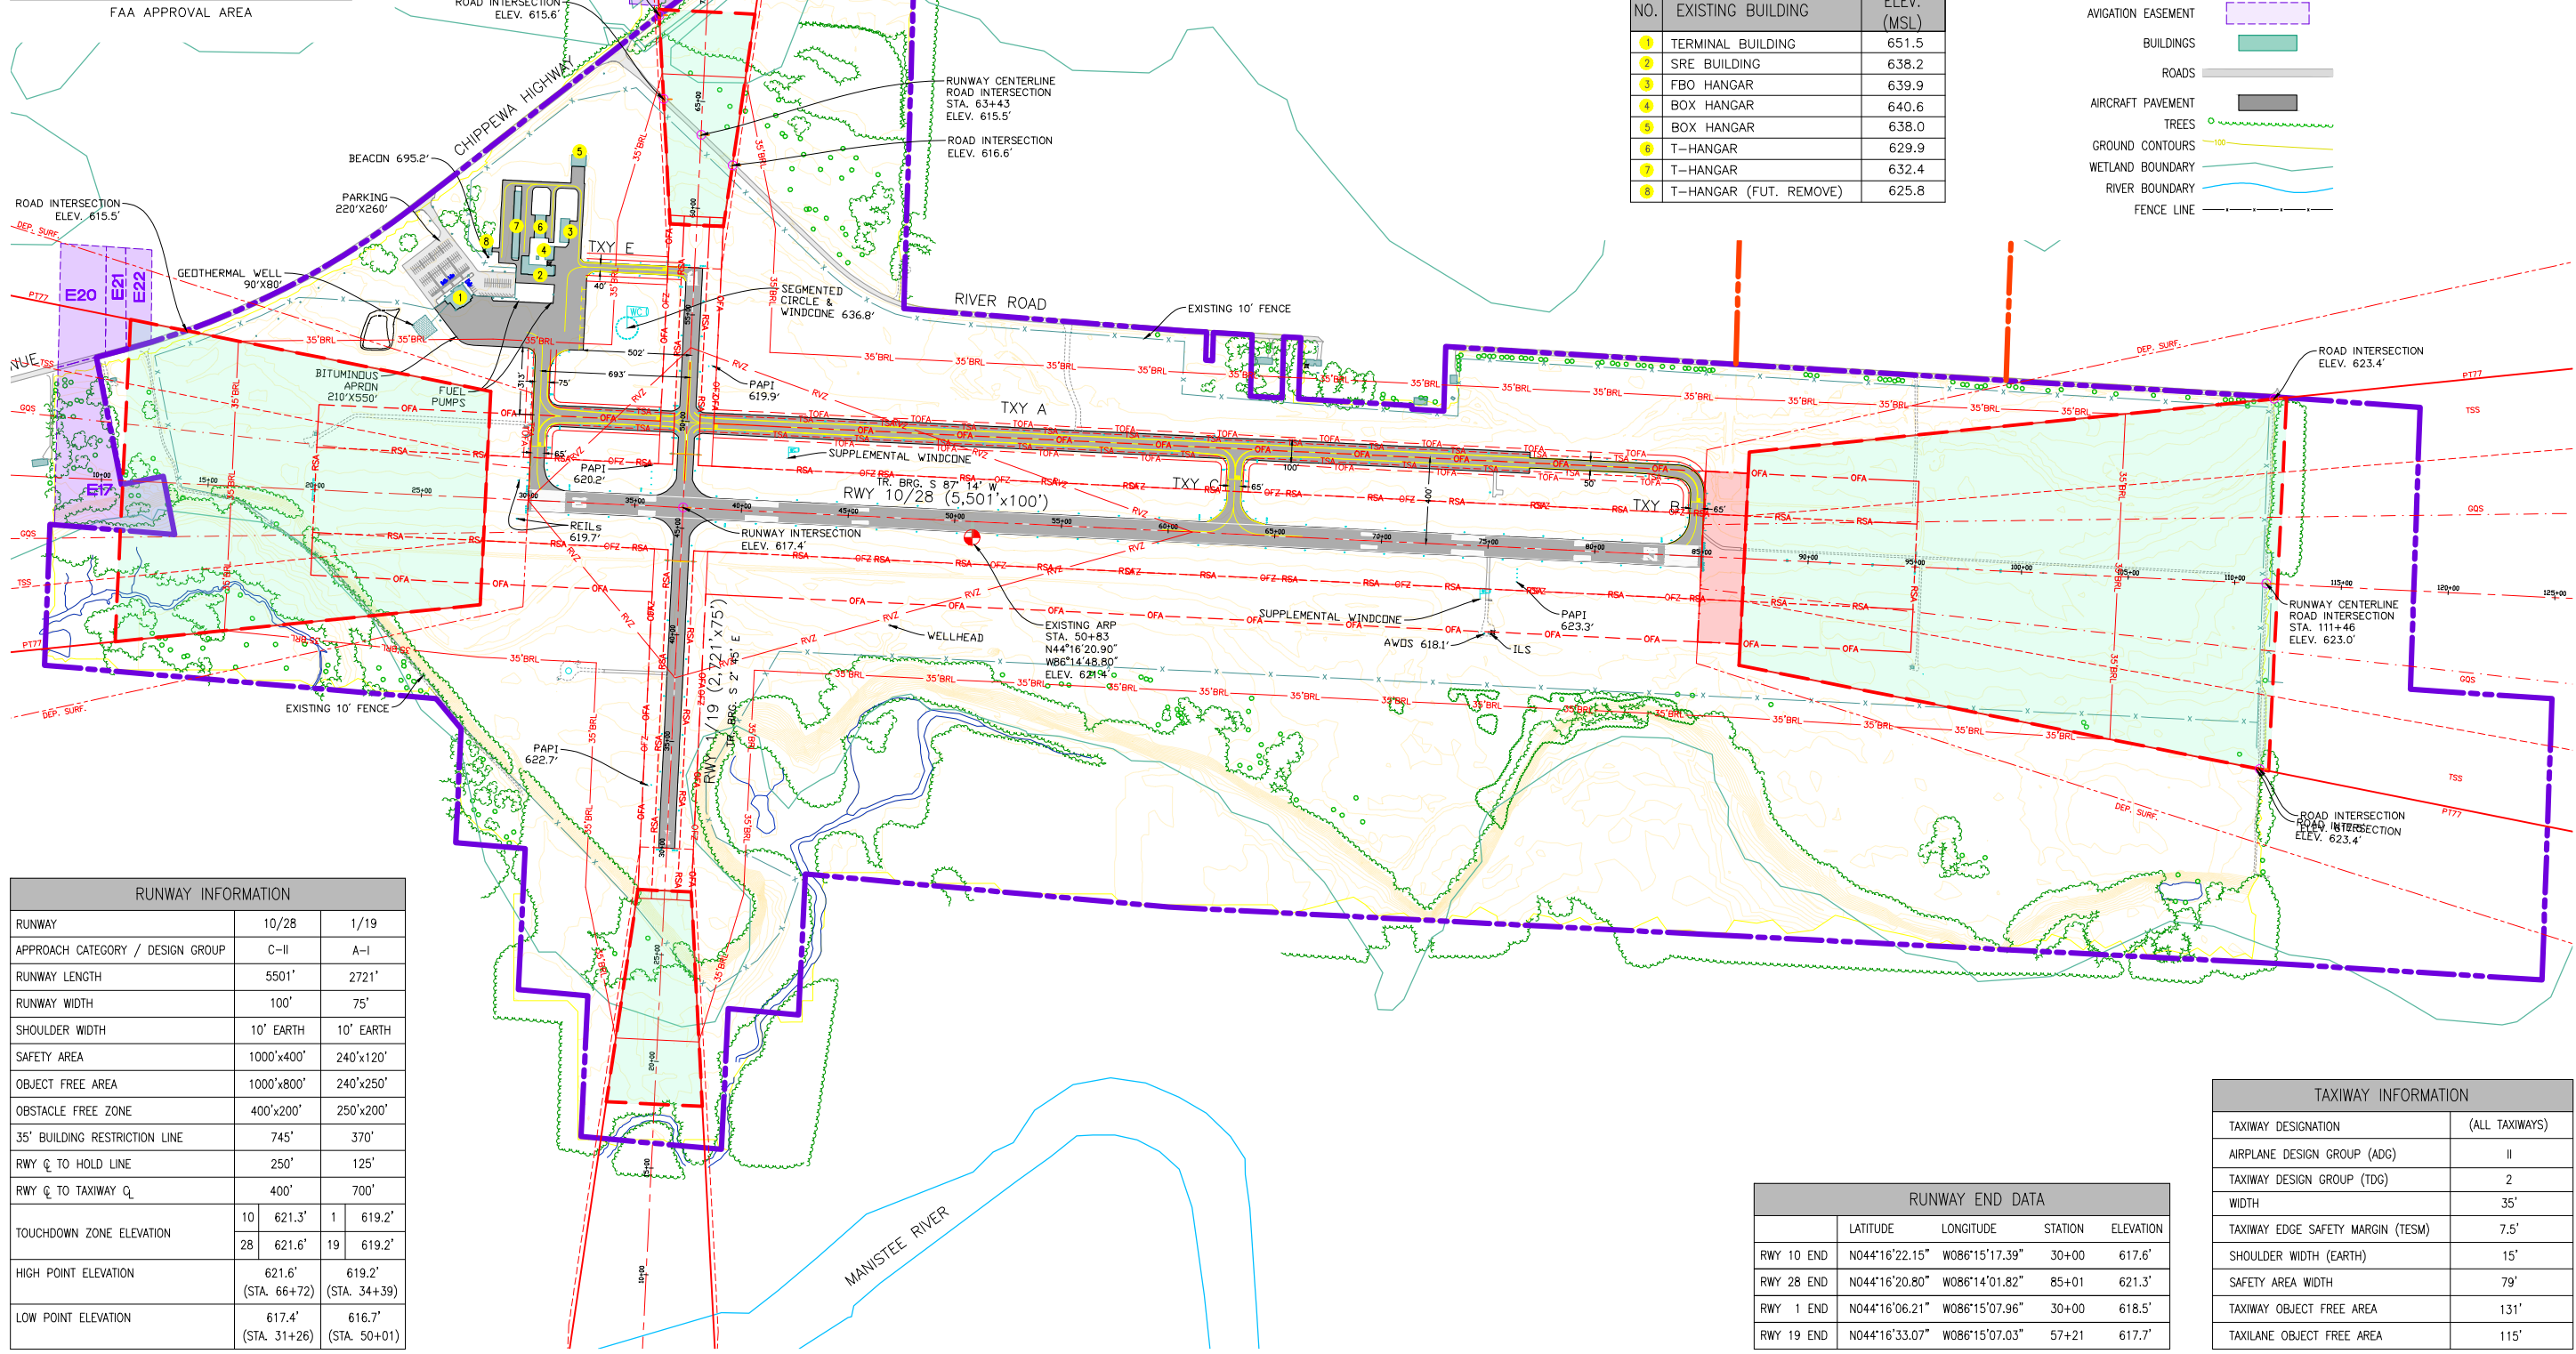 FAA APPROVAL AREA
ROAD INTERSECTION
ELEV. 615.6'
CHIPPEWA HIGHWAY
RUNWAY CENTERLINE
ROAD INTERSECTION
STA. 63+43
ELEV. 615.5'
ROAD INTERSECTION
ELEV. 616.6'
BEACON 695.2'
PARKING
220'X260'
ROAD INTERSECTION
ELEV. 615.5'
GEOTHERMAL WELL
90'X80'
E20
E21
E22
E17
NO. EXISTING BUILDING ELEV. (MSL)
1 TERMINAL BUILDING 651.5
2 SRE BUILDING 638.2
3 FBO HANGAR 639.9
4 BOX HANGAR 640.6
5 BOX HANGAR 638.0
6 T-HANGAR 629.9
7 T-HANGAR 632.4
8 T-HANGAR (FUT. REMOVE) 625.8
AVIGATION EASEMENT
BUILDINGS
ROADS
AIRCRAFT PAVEMENT
TREES
GROUND CONTOURS
WETLAND BOUNDARY
RIVER BOUNDARY
FENCE LINE
TXY E
40'
SEGMENTED
CIRCLE &
WINDCONE 636.8'
RIVER ROAD
EXISTING 10' FENCE
BITUMINOUS
APRON
210'X550'
FUEL
PUMPS
502'
693'
313'
75'
PAPI
619.9'
TXY A
SUPPLEMENTAL WINDCONE
PAPI
620.2'
65'
REILs
619.7'
TR. BRG. S 87° 14' W
RWY 10/28 (5,501'x100')
RUNWAY INTERSECTION
ELEV. 617.4'
TXY C
65'
100'
400'
50'
TXY B
65'
ROAD INTERSECTION
ELEV. 623.4'
DEP. SURF.
PT77
TSS
GQS
EXISTING ARP
STA. 50+83
N44°16'20.90"
W86°14'48.80"
ELEV. 621.4'
WELLHEAD
SUPPLEMENTAL WINDCONE
PAPI
623.3'
AWOS 618.1'
ILS
RUNWAY CENTERLINE
ROAD INTERSECTION
STA. 111+46
ELEV. 623.0'
ROAD INTERSECTION
ELEV. 623.4'
EXISTING 10' FENCE
PAPI
622.7'
RWY 1/19 (2,721'x75')
TR. BRG. S 2° 45' E
MANISTEE RIVER
RUNWAY INFORMATION
RUNWAY 10/28 1/19
APPROACH CATEGORY / DESIGN GROUP C-II A-I
RUNWAY LENGTH 5501' 2721'
RUNWAY WIDTH 100' 75'
SHOULDER WIDTH 10' EARTH 10' EARTH
SAFETY AREA 1000'x400' 240'x120'
OBJECT FREE AREA 1000'x800' 240'x250'
OBSTACLE FREE ZONE 400'x200' 250'x200'
35' BUILDING RESTRICTION LINE 745' 370'
RWY ℄ TO HOLD LINE 250' 125'
RWY ℄ TO TAXIWAY ℄ 400' 700'
TOUCHDOWN ZONE ELEVATION 10 621.3' 1 619.2'
28 621.6' 19 619.2'
HIGH POINT ELEVATION 621.6' 619.2'
(STA. 66+72) (STA. 34+39)
LOW POINT ELEVATION 617.4' 616.7'
(STA. 31+26) (STA. 50+01)
RUNWAY END DATA
LATITUDE LONGITUDE STATION ELEVATION
RWY 10 END N044°16'22.15" W086°15'17.39" 30+00 617.6'
RWY 28 END N044°16'20.80" W086°14'01.82" 85+01 621.3'
RWY 1 END N044°16'06.21" W086°15'07.96" 30+00 618.5'
RWY 19 END N044°16'33.07" W086°15'07.03" 57+21 617.7'
TAXIWAY INFORMATION
TAXIWAY DESIGNATION (ALL TAXIWAYS)
AIRPLANE DESIGN GROUP (ADG) II
TAXIWAY DESIGN GROUP (TDG) 2
WIDTH 35'
TAXIWAY EDGE SAFETY MARGIN (TESM) 7.5'
SHOULDER WIDTH (EARTH) 15'
SAFETY AREA WIDTH 79'
TAXIWAY OBJECT FREE AREA 131'
TAXILANE OBJECT FREE AREA 115'